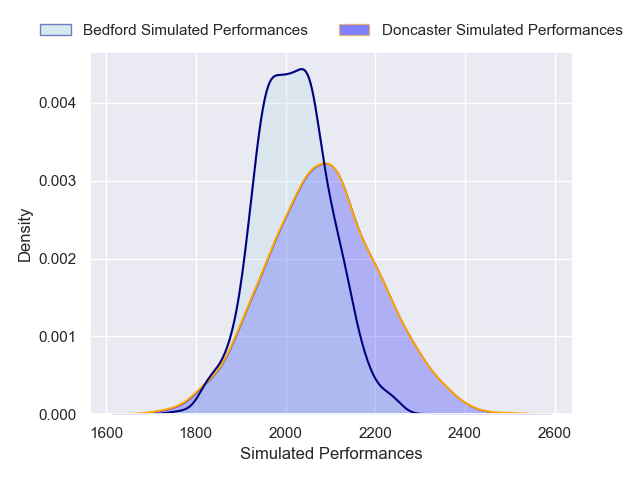 Bedford Simulated Performances Doncaster Simulated Performances
0.004
0.003
0.002
0.001
0.000
Density
1600 1800 2000 2200 2400 2600
Simulated Performances